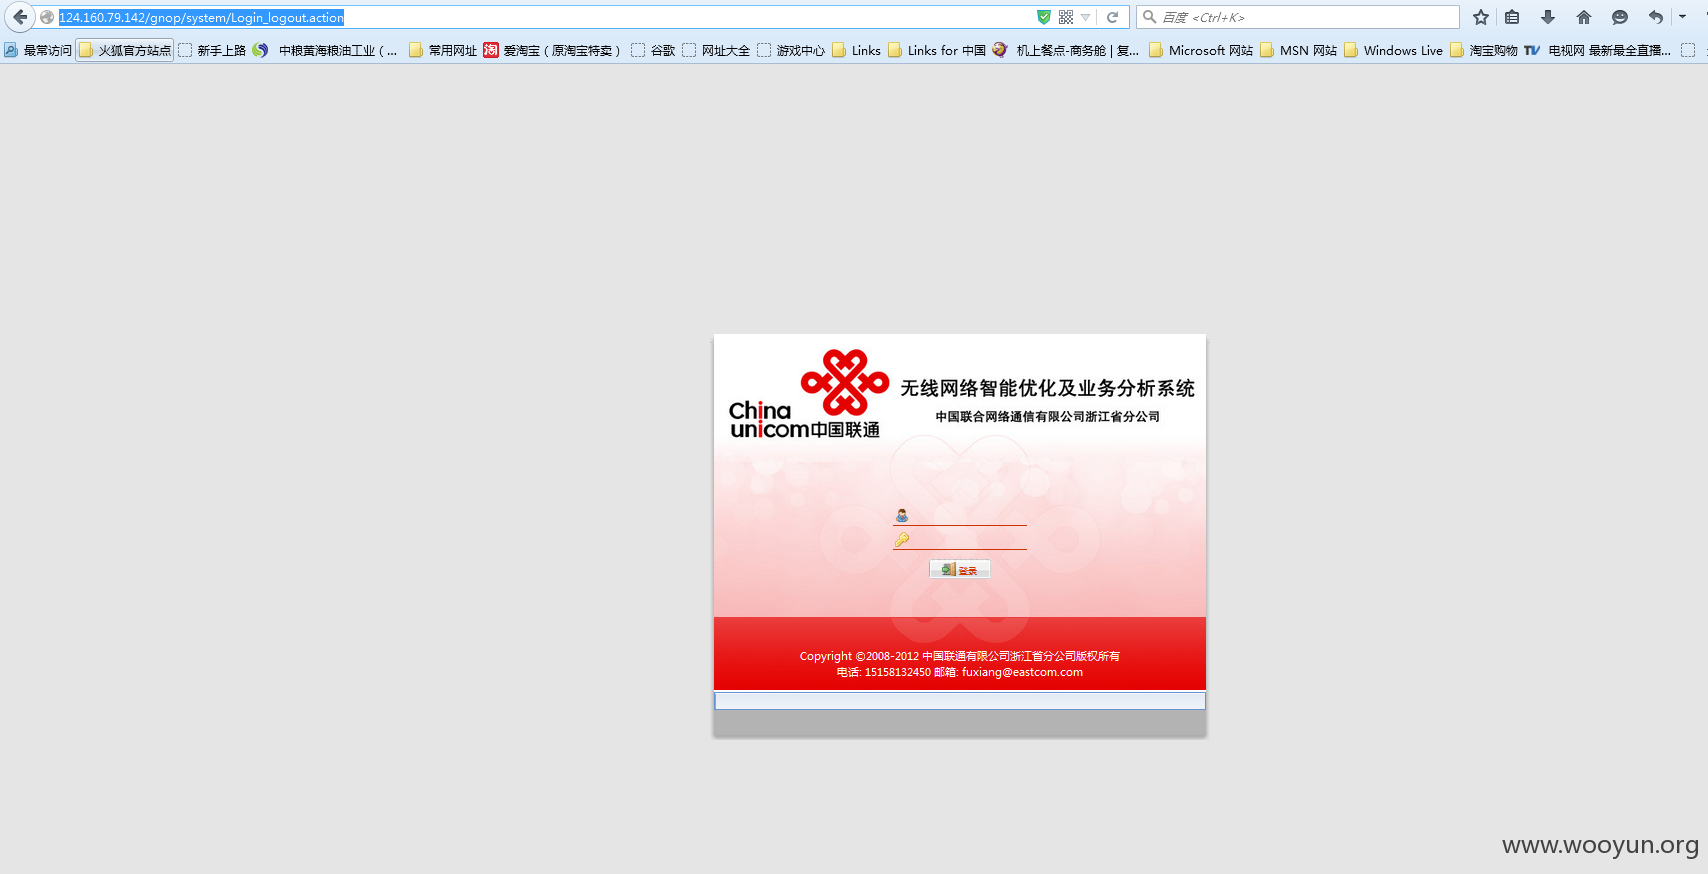 124.160.79.142/gnop/system/Login_logout.action
百度 <Ctrl+K>
最常访问 火狐官方站点 新手上路 中粮黄海粮油工业（... 常用网址 淘 爱淘宝（原淘宝特卖） 谷歌 网址大全 游戏中心 Links Links for 中国 机上餐点-商务舱 | 复... Microsoft 网站 MSN 网站 Windows Live 淘宝购物 TV 电视网 最新最全直播...
China
unicom中国联通
无线网络智能优化及业务分析系统
中国联合网络通信有限公司浙江省分公司
登录
Copyright ©2008-2012 中国联通有限公司浙江省分公司版权所有
电话: 15158132450 邮箱: fuxiang@eastcom.com
www.wooyun.org